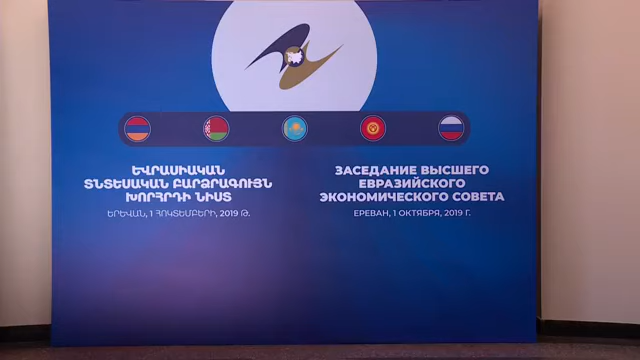 ԵՎՐԱՍԻԱԿԱՆ
ՏՆՏԵՍԱԿԱՆ ԲԱՐՁՐԱԳՈՒՅՆ
ԽՈՐՀՐԴԻ ՆԻՍՏ
ԵՐԵՎԱՆ, 1 ՀՈԿՏԵՄԲԵՐԻ, 2019 Թ.
ЗАСЕДАНИЕ ВЫСШЕГО
ЕВРАЗИЙСКОГО
ЭКОНОМИЧЕСКОГО СОВЕТА
ЕРЕВАН, 1 ОКТЯБРЯ, 2019 Г.